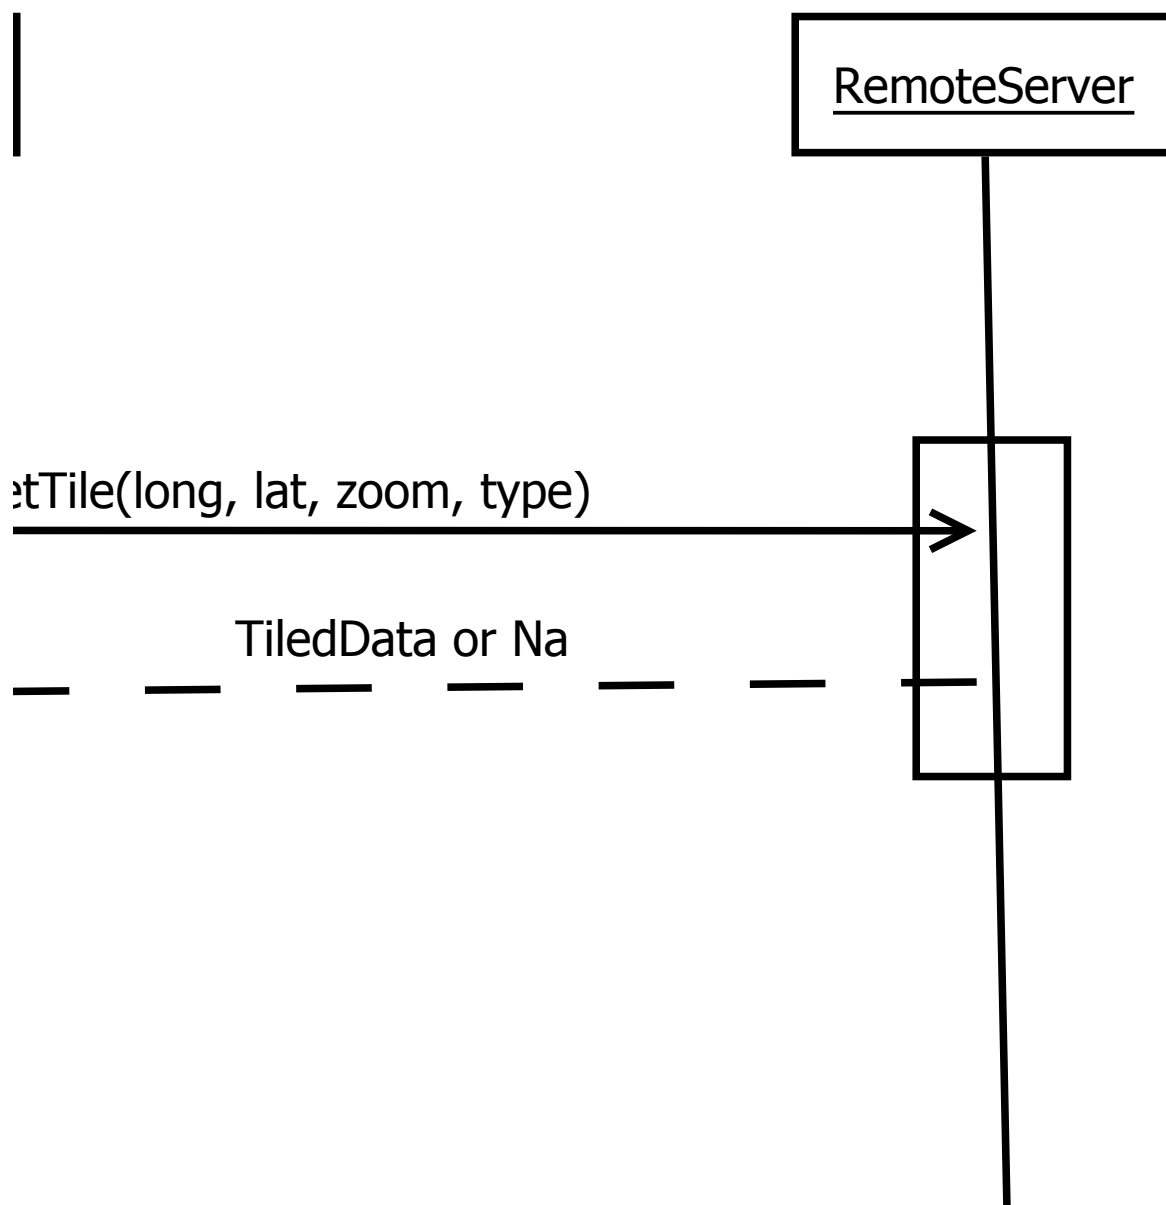 RemoteServer
etTile(long, lat, zoom, type)
TiledData or Na